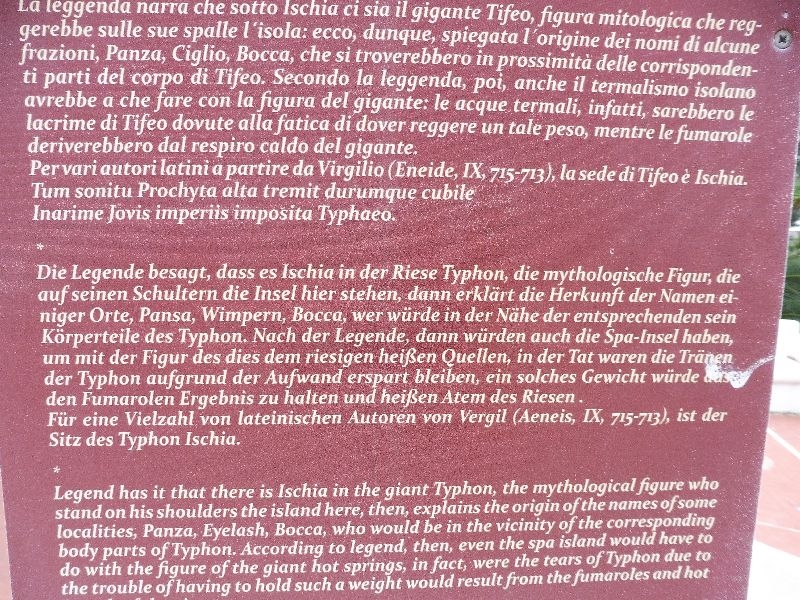 La leggenda narra che sotto Ischia ci sia il gigante Tifeo, figura mitologica che reg-
gerebbe sulle sue spalle l´isola: ecco, dunque, spiegata l´origine dei nomi di alcune
frazioni, Panza, Ciglio, Bocca, che si troverebbero in prossimità delle corrisponden-
ti parti del corpo di Tifeo. Secondo la leggenda, poi, anche il termalismo isolano
avrebbe a che fare con la figura del gigante: le acque termali, infatti, sarebbero le
lacrime di Tifeo dovute alla fatica di dover reggere un tale peso, mentre le fumarole
deriverebbero dal respiro caldo del gigante.
Per vari autori latini a partire da Virgilio (Eneide, IX, 715-713), la sede di Tifeo è Ischia.
Tum sonitu Prochyta alta tremit durumque cubile
Inarime Jovis imperiis imposita Typhaeo.
*
Die Legende besagt, dass es Ischia in der Riese Typhon, die mythologische Figur, die
auf seinen Schultern die Insel hier stehen, dann erklärt die Herkunft der Namen ei-
niger Orte, Pansa, Wimpern, Bocca, wer würde in der Nähe der entsprechenden sein
Körperteile des Typhon. Nach der Legende, dann würden auch die Spa-Insel haben,
um mit der Figur des dies dem riesigen heißen Quellen, in der Tat waren die Tränen
der Typhon aufgrund der Aufwand erspart bleiben, ein solches Gewicht würde aus
den Fumarolen Ergebnis zu halten und heißen Atem des Riesen .
Für eine Vielzahl von lateinischen Autoren von Vergil (Aeneis, IX, 715-713), ist der
Sitz des Typhon Ischia.
*
Legend has it that there is Ischia in the giant Typhon, the mythological figure who
stand on his shoulders the island here, then, explains the origin of the names of some
localities, Panza, Eyelash, Bocca, who would be in the vicinity of the corresponding
body parts of Typhon. According to legend, then, even the spa island would have to
do with the figure of the giant hot springs, in fact, were the tears of Typhon due to
the trouble of having to hold such a weight would result from the fumaroles and hot